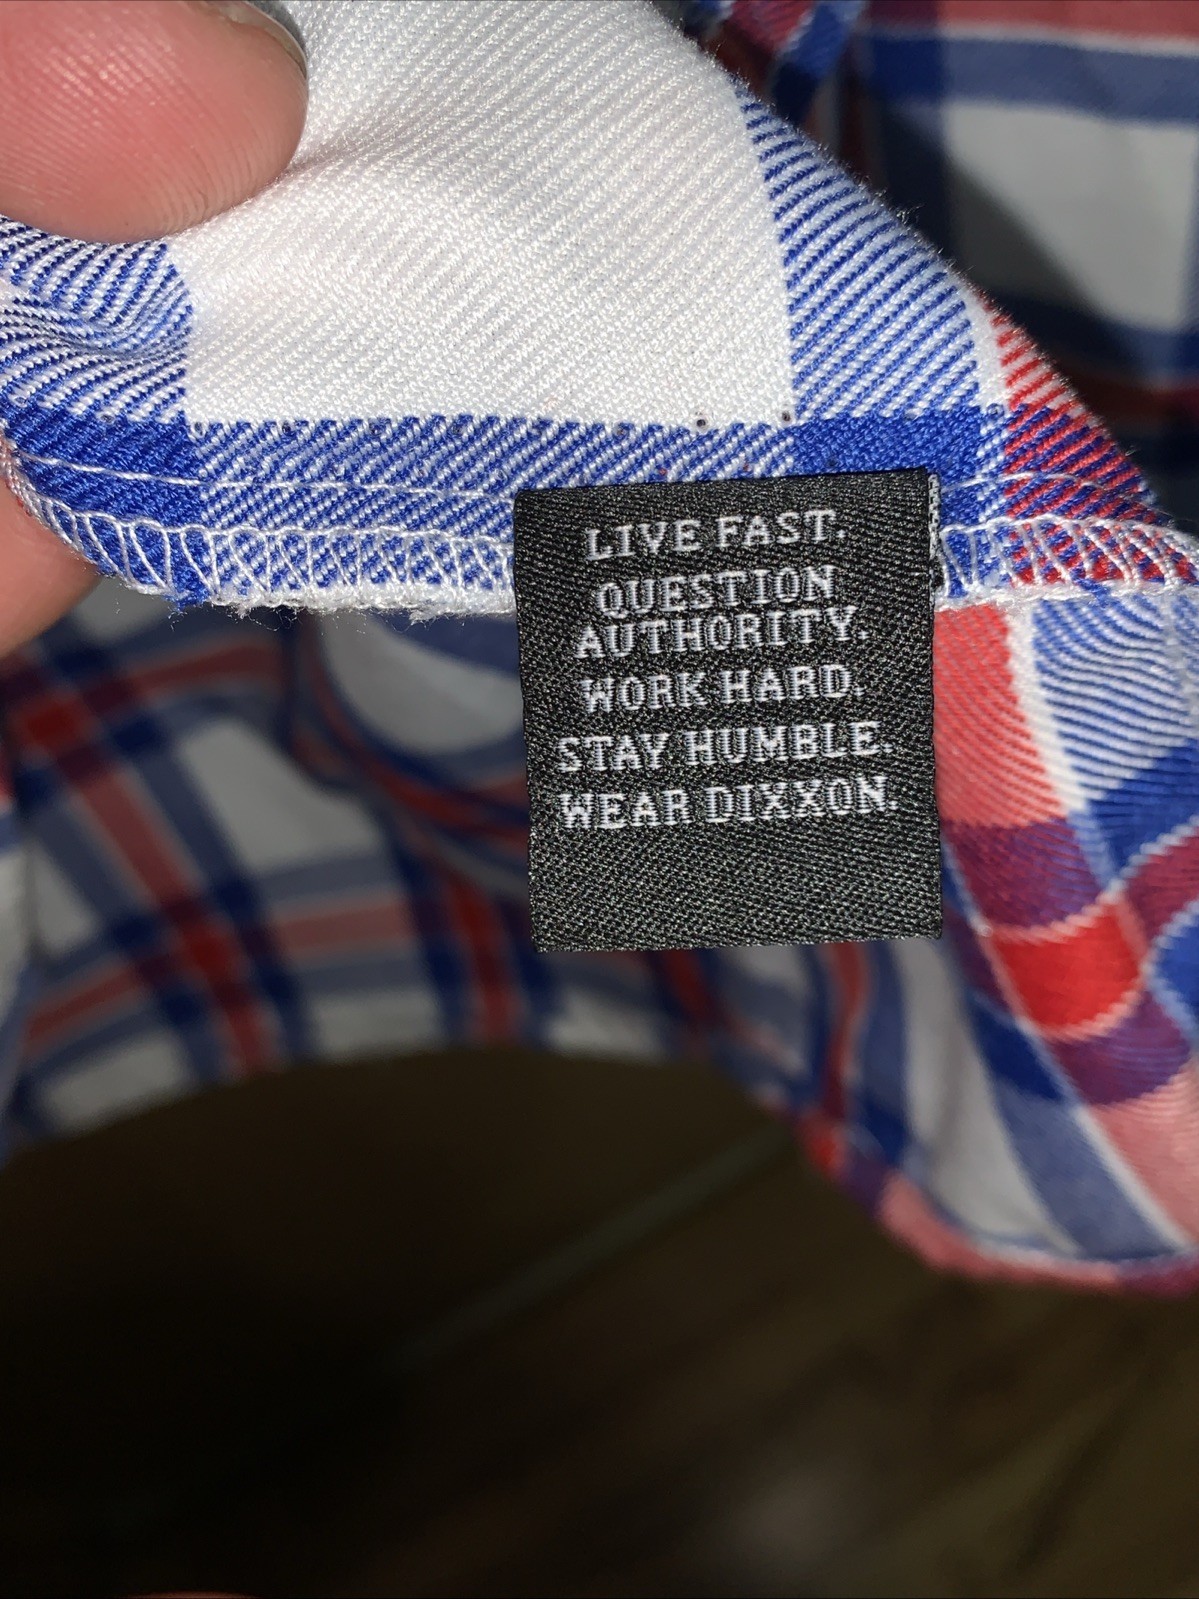 LIVE FAST.
QUESTION
AUTHORITY.
WORK HARD.
STAY HUMBLE.
WEAR DIXXON.